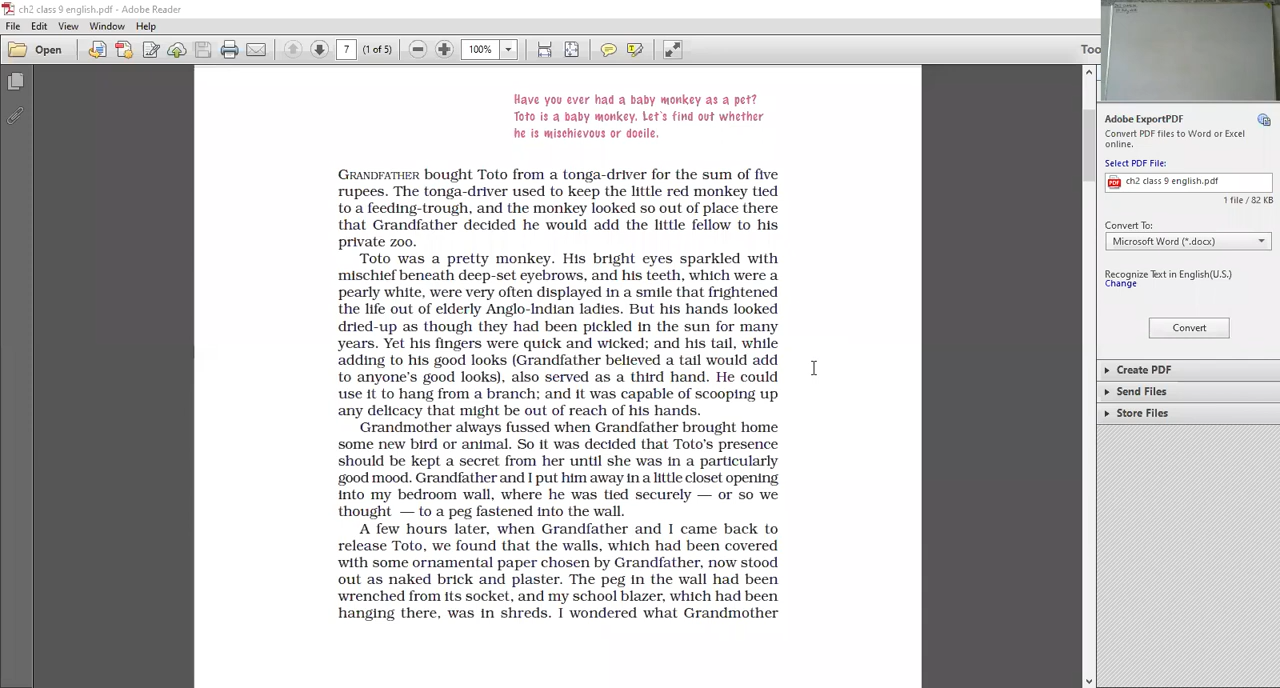 ch2 class 9 english.pdf - Adobe Reader
File Edit View Window Help
Open 7 (1 of 5) 100% Too
Have you ever had a baby monkey as a pet?
Toto is a baby monkey. Let's find out whether
he is mischievous or docile.
GRANDFATHER bought Toto from a tonga-driver for the sum of five
rupees. The tonga-driver used to keep the little red monkey tied
to a feeding-trough, and the monkey looked so out of place there
that Grandfather decided he would add the little fellow to his
private zoo.
Toto was a pretty monkey. His bright eyes sparkled with
mischief beneath deep-set eyebrows, and his teeth, which were a
pearly white, were very often displayed in a smile that frightened
the life out of elderly Anglo-Indian ladies. But his hands looked
dried-up as though they had been pickled in the sun for many
years. Yet his fingers were quick and wicked; and his tail, while
adding to his good looks (Grandfather believed a tail would add
to anyone's good looks), also served as a third hand. He could
use it to hang from a branch; and it was capable of scooping up
any delicacy that might be out of reach of his hands.
Grandmother always fussed when Grandfather brought home
some new bird or animal. So it was decided that Toto's presence
should be kept a secret from her until she was in a particularly
good mood. Grandfather and I put him away in a little closet opening
into my bedroom wall, where he was tied securely — or so we
thought — to a peg fastened into the wall.
A few hours later, when Grandfather and I came back to
release Toto, we found that the walls, which had been covered
with some ornamental paper chosen by Grandfather, now stood
out as naked brick and plaster. The peg in the wall had been
wrenched from its socket, and my school blazer, which had been
hanging there, was in shreds. I wondered what Grandmother
Adobe ExportPDF
Convert PDF files to Word or Excel
online.
Select PDF File:
ch2 class 9 english.pdf
1 file / 82 KB
Convert To:
Microsoft Word (*.docx)
Recognize Text in English(U.S.)
Change
Convert
Create PDF
Send Files
Store Files